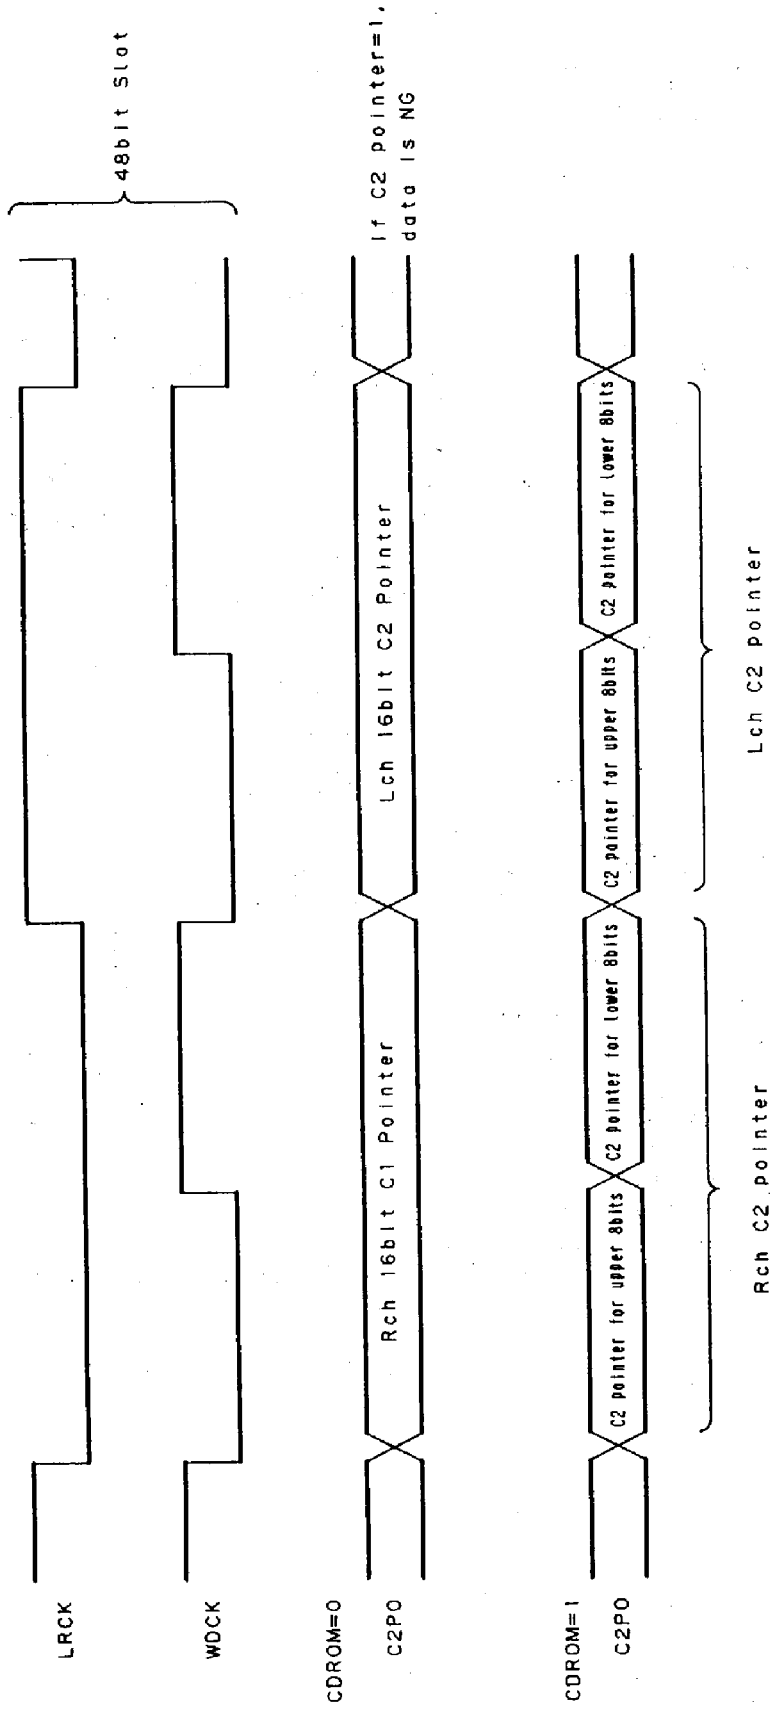 LRCK
48bit Slot
WDCK
CDROM=0
C2PO
Rch 16bit C1 Pointer
Lch 16bit C2 Pointer
If C2 pointer=1,
data is NG
CDROM=1
C2PO
C2 pointer for upper 8bits
C2 pointer for lower 8bits
C2 pointer for upper 8bits
C2 pointer for lower 8bits
Rch C2 pointer
Lch C2 pointer